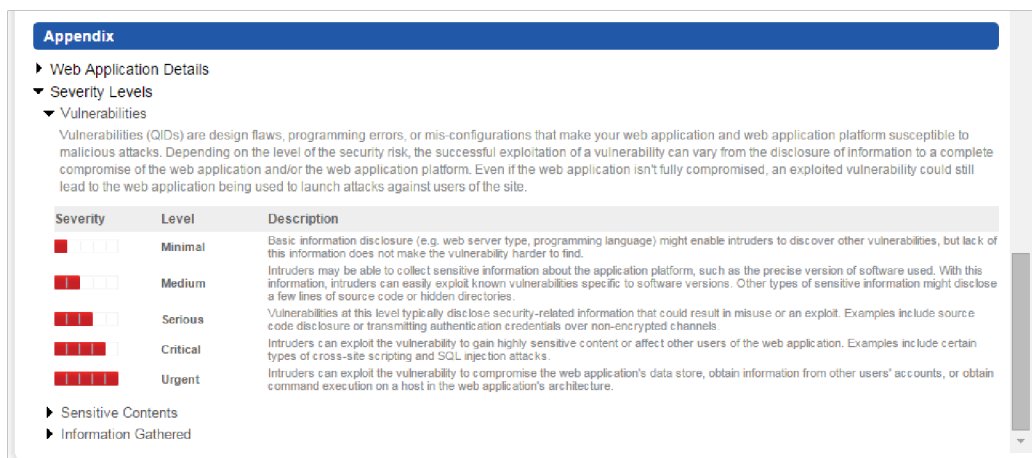 Appendix
Web Application Details
Severity Levels
Vulnerabilities
Vulnerabilities (QIDs) are design flaws, programming errors, or mis-configurations that make your web application and web application platform susceptible to
malicious attacks. Depending on the level of the security risk, the successful exploitation of a vulnerability can vary from the disclosure of information to a complete
compromise of the web application and/or the web application platform. Even if the web application isn't fully compromised, an exploited vulnerability could still
lead to the web application being used to launch attacks against users of the site.
Severity Level Description
Minimal Basic information disclosure (e.g. web server type, programming language) might enable intruders to discover other vulnerabilities, but lack of
this information does not make the vulnerability harder to find.
Medium Intruders may be able to collect sensitive information about the application platform, such as the precise version of software used. With this
information, intruders can easily exploit known vulnerabilities specific to software versions. Other types of sensitive information might disclose
a few lines of source code or hidden directories.
Serious Vulnerabilities at this level typically disclose security-related information that could result in misuse or an exploit. Examples include source
code disclosure or transmitting authentication credentials over non-encrypted channels.
Critical Intruders can exploit the vulnerability to gain highly sensitive content or affect other users of the web application. Examples include certain
types of cross-site scripting and SQL injection attacks.
Urgent Intruders can exploit the vulnerability to compromise the web application's data store, obtain information from other users' accounts, or obtain
command execution on a host in the web application's architecture.
Sensitive Contents
Information Gathered